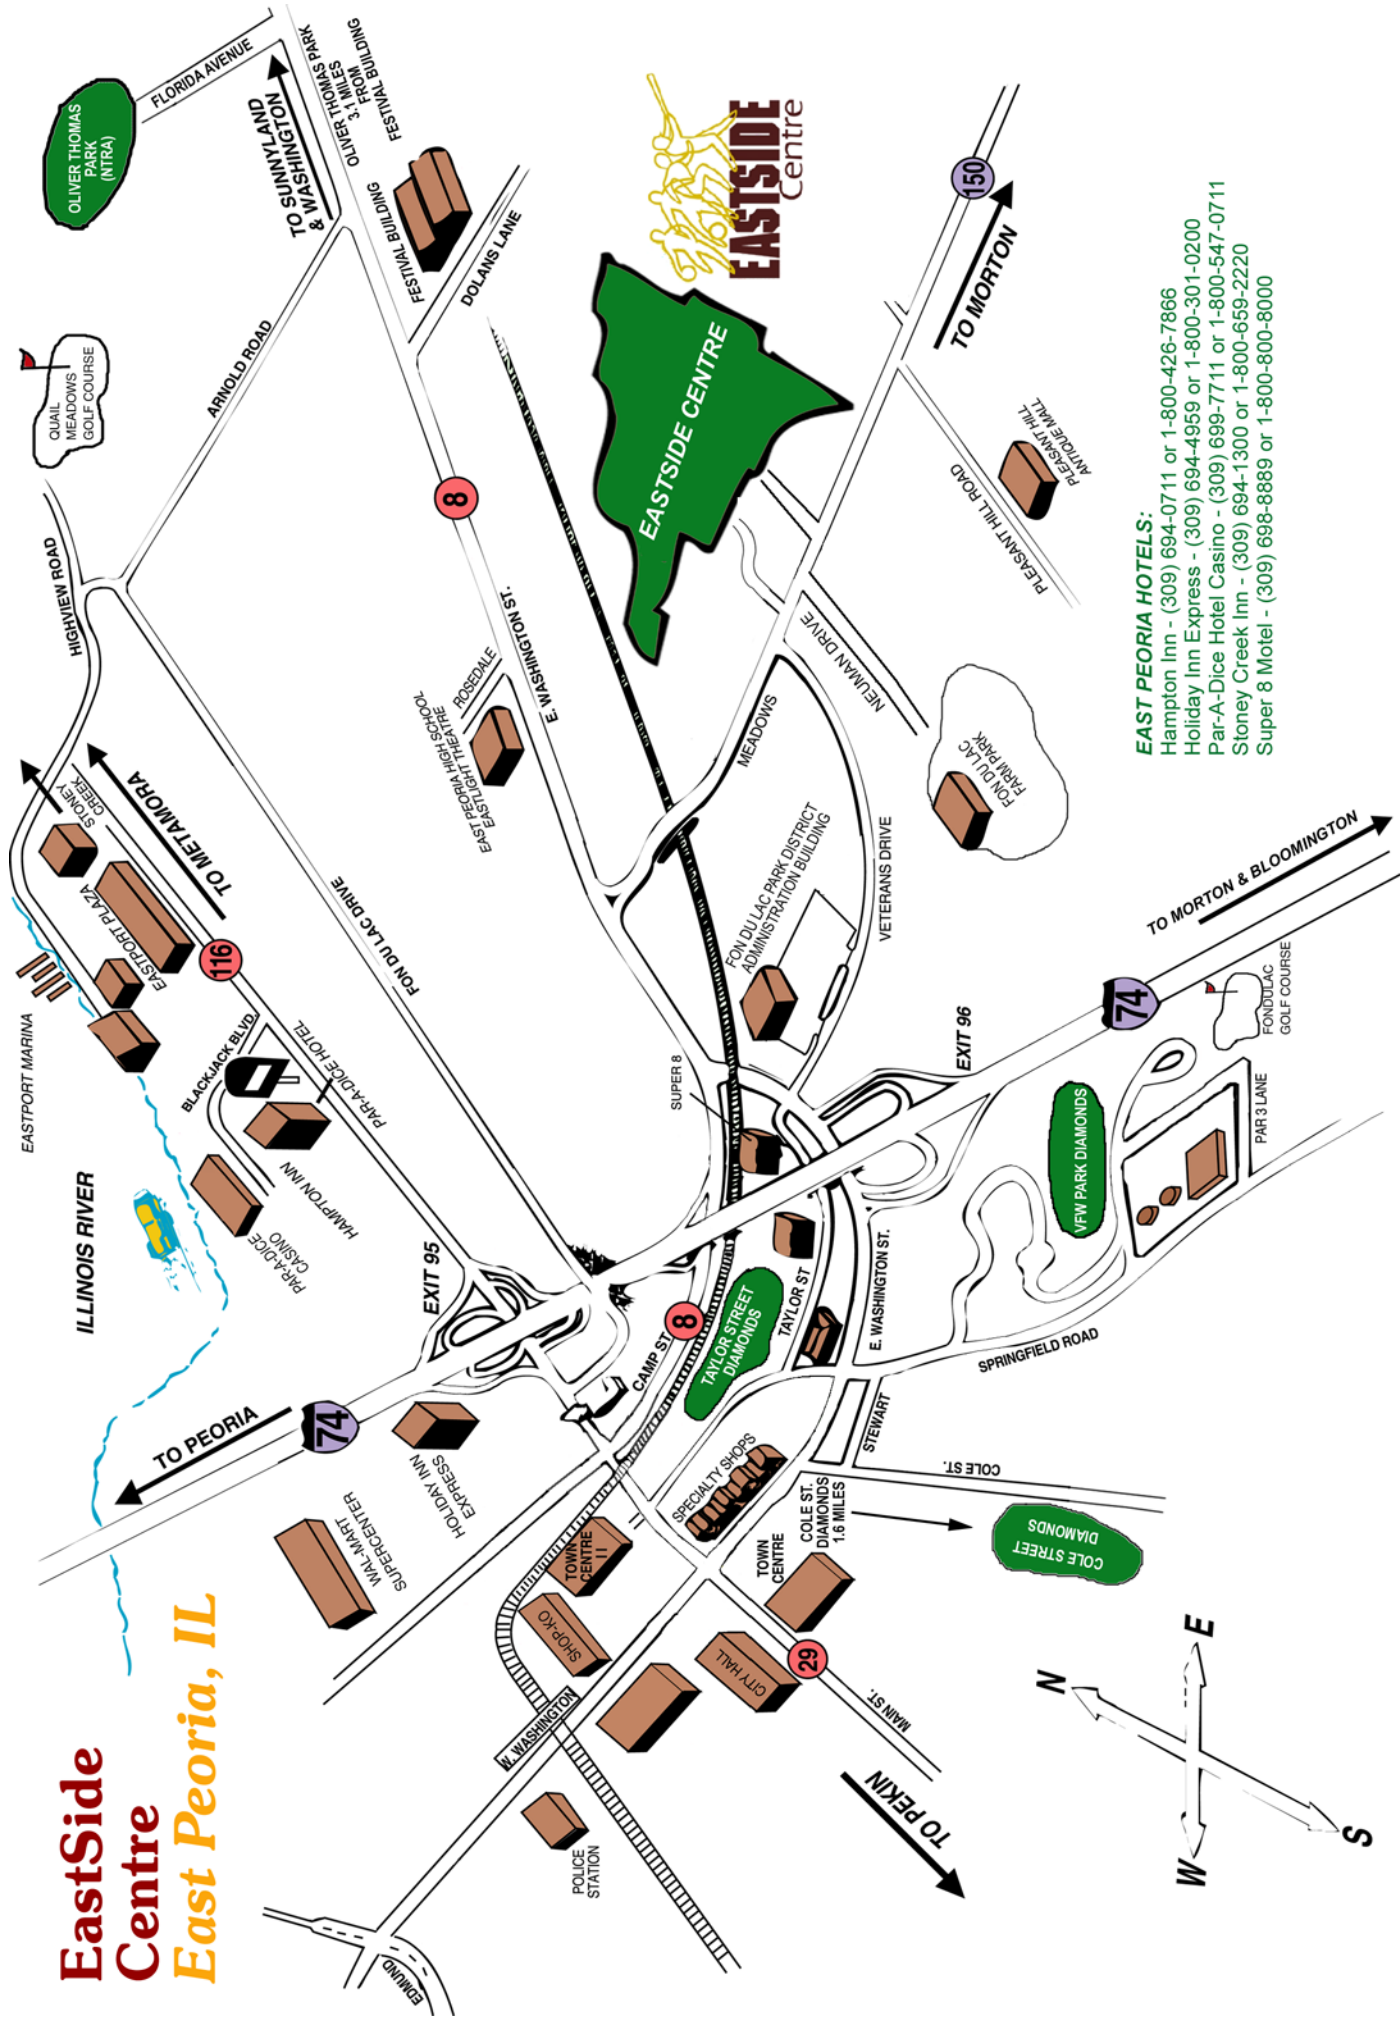 EastSide
Centre
East Peoria, IL
TO PEORIA
74
ILLINOIS RIVER
EASTPORT MARINA
WAL-MART
SUPERCENTER
HOLIDAY INN
EXPRESS
EXIT 95
PAR-A-DICE
CASINO
HAMPTON INN
BLACKJACK BLVD.
PAR-A-DICE HOTEL
116
EASTPORT PLAZA
STONEY
CREEK
TO METAMORA
HIGHVIEW ROAD
QUAIL
MEADOWS
GOLF COURSE
ARNOLD ROAD
FON DU LAC DRIVE
OLIVER THOMAS
PARK
(NTRA)
FLORIDA AVENUE
TO SUNNYLAND
& WASHINGTON
OLIVER THOMAS PARK
3.1 MILES
FROM
FESTIVAL BUILDING
FESTIVAL BUILDING
DOLANS LANE
8
E. WASHINGTON ST.
ROSEDALE
EAST PEORIA HIGH SCHOOL
EASTLIGHT THEATRE
EASTSIDE
Centre
EASTSIDE CENTRE
150
TO MORTON
PLEASANT HILL ROAD
PLEASANT HILL
ANTIQUE MALL
NEUMAN DRIVE
MEADOWS
FON DU LAC
FARM PARK
VETERANS DRIVE
FON DU LAC PARK DISTRICT
ADMINISTRATION BUILDING
SUPER 8
EXIT 96
74
TO MORTON & BLOOMINGTON
FONDULAC
GOLF COURSE
PAR 3 LANE
VFW PARK DIAMONDS
SPRINGFIELD ROAD
E. WASHINGTON ST.
TAYLOR ST
TAYLOR STREET
DIAMONDS
8
CAMP ST.
STEWART
COLE ST.
COLE ST.
DIAMONDS
1.6 MILES
COLE STREET
DIAMONDS
SPECIALTY SHOPS
TOWN
CENTRE
TOWN
CENTRE
II
SHOP-KO
CITY HALL
29
MAIN ST.
TO PEKIN
W. WASHINGTON
POLICE
STATION
EDMUND
N
E
S
W
EAST PEORIA HOTELS:
Hampton Inn - (309) 694-0711 or 1-800-426-7866
Holiday Inn Express - (309) 694-4959 or 1-800-301-0200
Par-A-Dice Hotel Casino - (309) 699-7711 or 1-800-547-0711
Stoney Creek Inn - (309) 694-1300 or 1-800-659-2220
Super 8 Motel - (309) 698-8889 or 1-800-800-8000